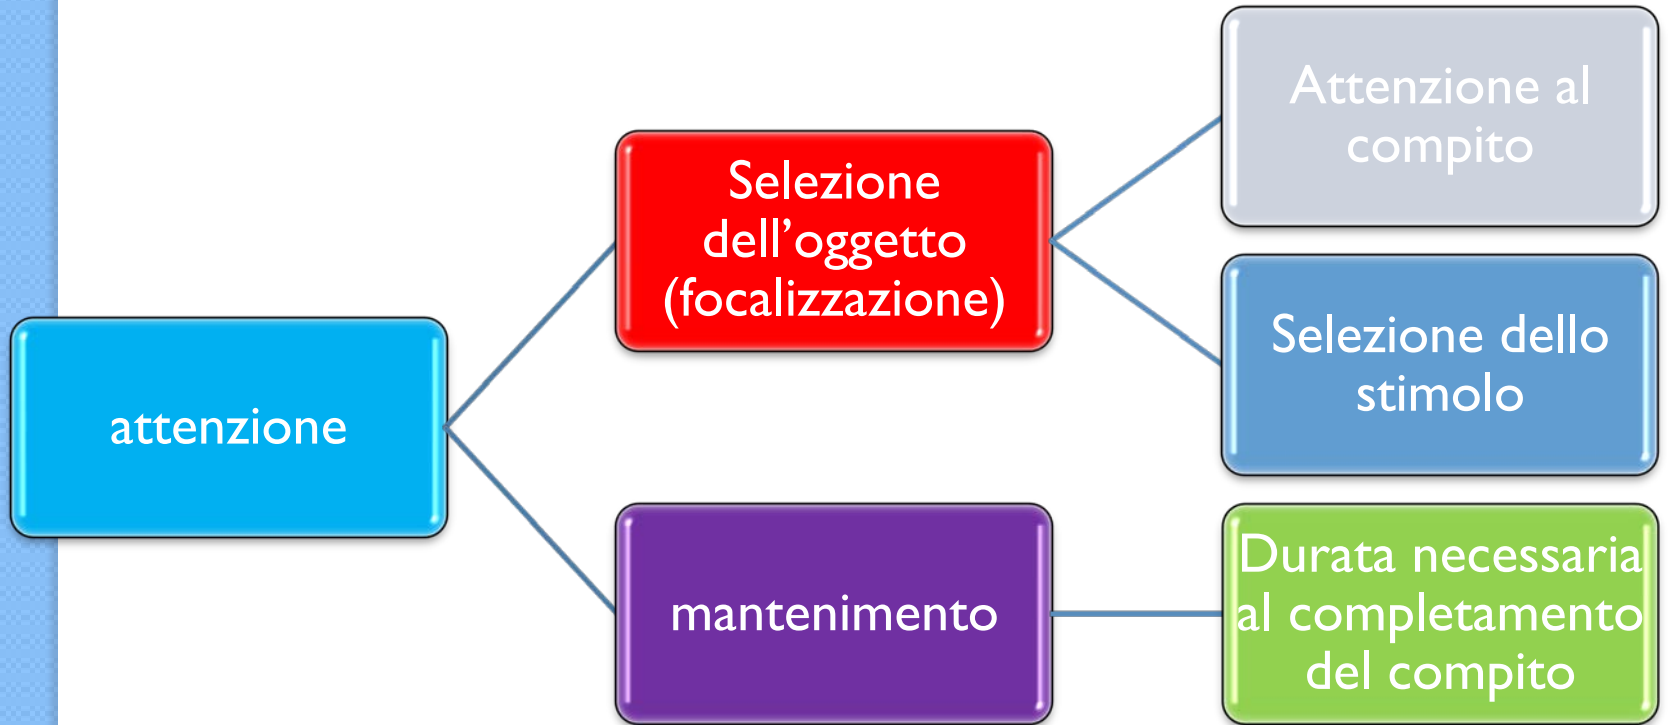 attenzione
Selezione
dell’oggetto
(focalizzazione)
Attenzione al
compito
Selezione dello
stimolo
mantenimento
Durata necessaria
al completamento
del compito